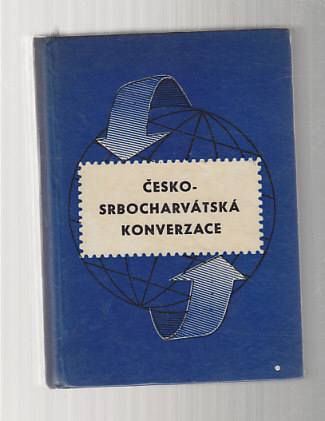 ČESKO-
SRBOCHARVÁTSKÁ
KONVERZACE